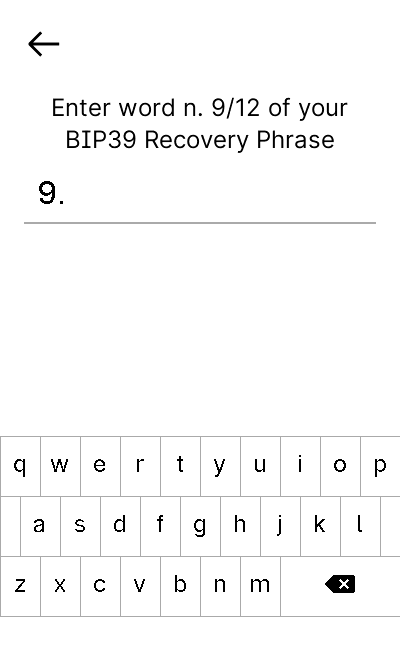 Enter word n. 9/12 of your
BIP39 Recovery Phrase
9.
q w e r t y u i o p
a s d f g h j k l
z x c v b n m